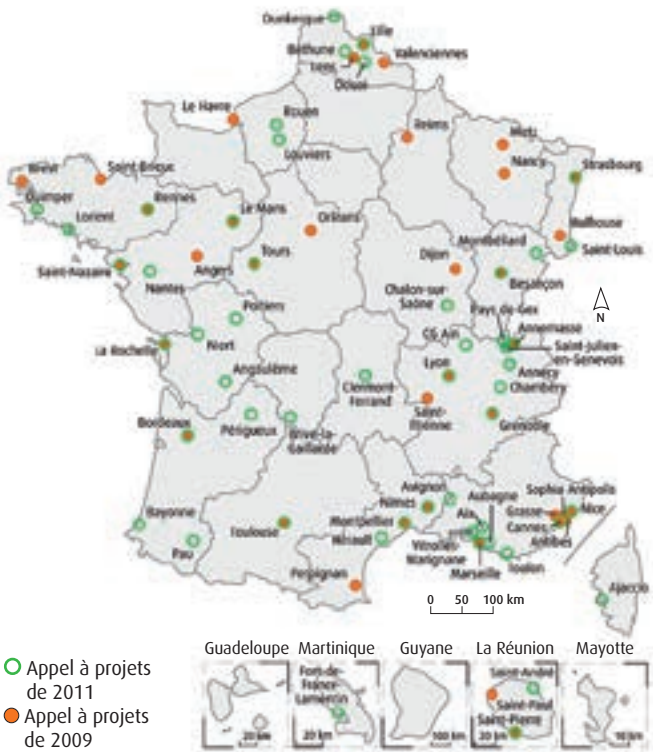 Dunkerque
Lille
Béthune
Valenciennes
Lens
Douai
Le Havre
Rouen
Reims
Metz
Louviers
Nancy
Strasbourg
Brest
Saint-Brieuc
Quimper
Rennes
Le Mans
Orléans
Mulhouse
Lorient
Montbéliard
Saint-Louis
Tours
Dijon
Saint-Nazaire
Angers
Besançon
Nantes
Chalon-sur-
Saône
N
Poitiers
Pays de Gex
Annemasse
CG Ain
Saint-Julien-
en-Genevois
La Rochelle
Niort
Lyon
Annecy
Angoulême
Clermont-
Ferrand
Chambéry
Saint-
Étienne
Bordeaux
Périgueux
Brive-la-
Gaillarde
Grenoble
Avignon
Aubagne
Sophia Antipolis
Nîmes
Grasse
Nice
Bayonne
Toulouse
Montpellier
Aix
Cannes
Hérault
Antibes
Pau
Vitrolles-
Marignane
Toulon
Marseille
Perpignan
Ajaccio
0 50 100 km
Appel à projets
de 2011
Appel à projets
de 2009
Guadeloupe
Martinique
Guyane
La Réunion
Mayotte
Fort-de-
France-
Lamentin
Saint-André
Saint-Paul
Saint-Pierre
20 km
20 km
100 km
20 km
10 km